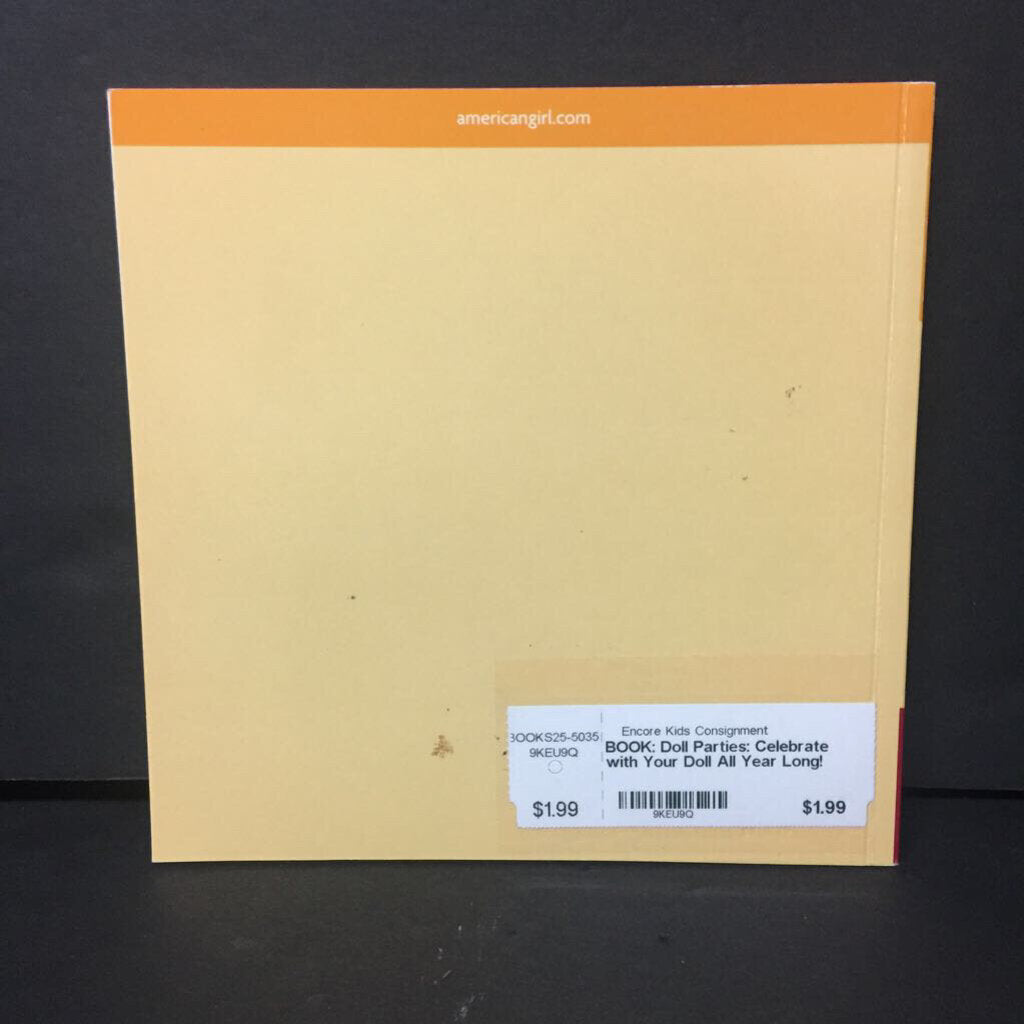 americangirl.com
BOOKS25-5035
9KEU9Q
$1.99
Encore Kids Consignment
BOOK: Doll Parties: Celebrate
with Your Doll All Year Long!
9KEU9Q
$1.99